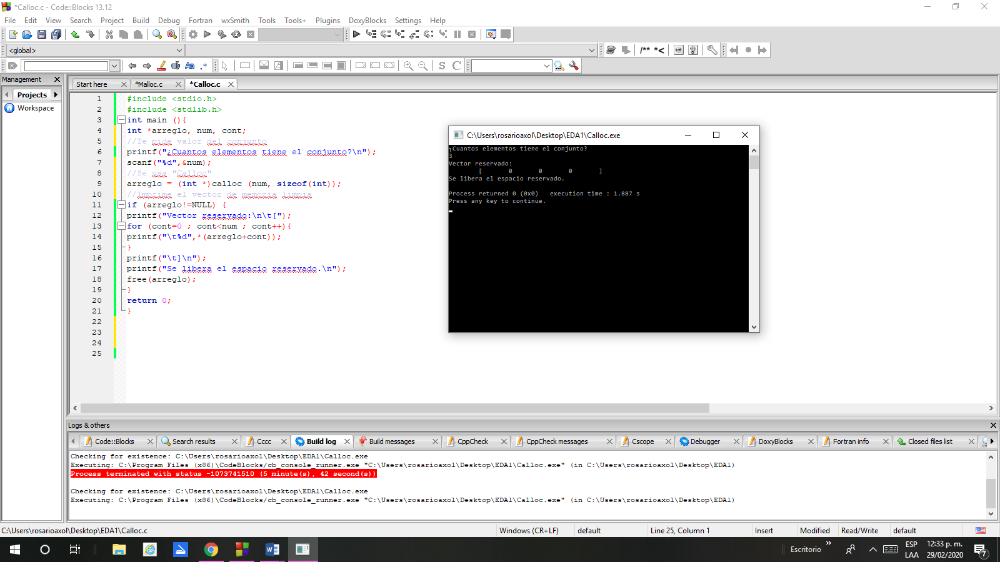 *Calloc.c - Code::Blocks 13.12
File Edit View Search Project Build Debug Fortran wxSmith Tools Tools+ Plugins DoxyBlocks Settings Help
<global>
/** *<
Aa .*
S C
Management
Projects
Workspace
Start here *Malloc.c *Calloc.c
1 #include <stdio.h>
2 #include <stdlib.h>
3 int main (){
4 int *arreglo, num, cont;
5 //Te pide valor del conjunto
6 printf("¿Cuantos elementos tiene el conjunto?\n");
7 scanf("%d",&num);
8 //Se usa "Calloc"
9 arreglo = (int *)calloc (num, sizeof(int));
10 //Imprime el vector de memoria limpia
11 if (arreglo!=NULL) {
12 printf("Vector reservado:\n\t[");
13 for (cont=0 ; cont<num ; cont++){
14 printf("\t%d",*(arreglo+cont));
15 }
16 printf("\t]\n");
17 printf("Se libera el espacio reservado.\n");
18 free(arreglo);
19 }
20 return 0;
21 }
22
23
24
25
C:\Users\rosarioaxol\Desktop\EDA1\Calloc.exe
┐Cuantos elementos tiene el conjunto?
3
Vector reservado:
[ 0 0 0 ]
Se libera el espacio reservado.
Process returned 0 (0x0) execution time : 1.887 s
Press any key to continue.
Logs & others
Code::Blocks Search results Cccc Build log Build messages CppCheck CppCheck messages Cscope Debugger DoxyBlocks Fortran info Closed files list
Checking for existence: C:\Users\rosarioaxol\Desktop\EDA1\Calloc.exe
Executing: C:\Program Files (x86)\CodeBlocks/cb_console_runner.exe "C:\Users\rosarioaxol\Desktop\EDA1\Calloc.exe" (in C:\Users\rosarioaxol\Desktop\EDA1)
Process terminated with status -1073741510 (5 minute(s), 42 second(s))
Checking for existence: C:\Users\rosarioaxol\Desktop\EDA1\Calloc.exe
Executing: C:\Program Files (x86)\CodeBlocks/cb_console_runner.exe "C:\Users\rosarioaxol\Desktop\EDA1\Calloc.exe" (in C:\Users\rosarioaxol\Desktop\EDA1)
C:\Users\rosarioaxol\Desktop\EDA1\Calloc.c Windows (CR+LF) default Line 25, Column 1 Insert Modified Read/Write default
Escritorio
ESP
LAA
12:33 p. m.
29/02/2020
7